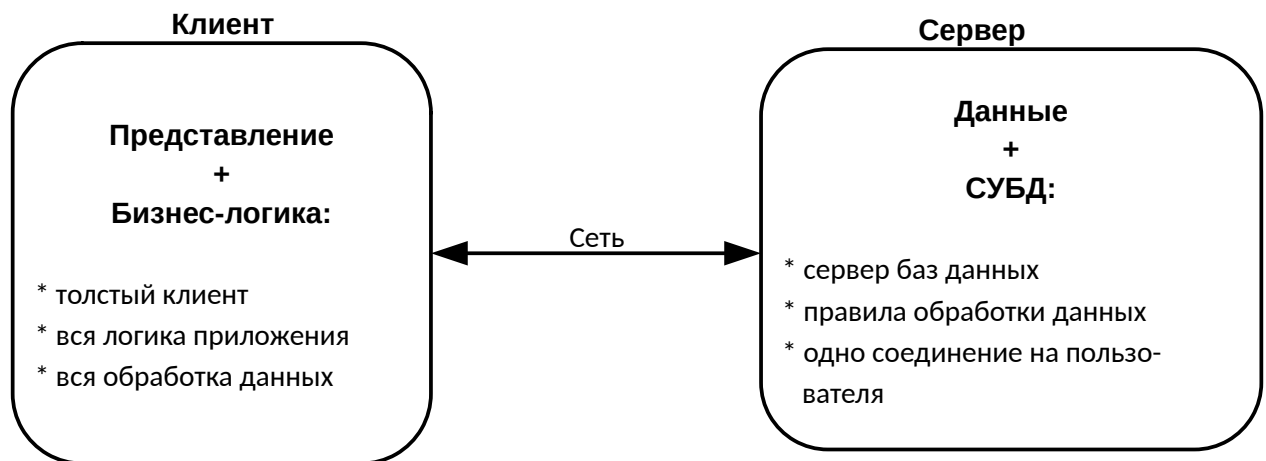 Клиент
Представление
+
Бизнес-логика:
* толстый клиент
* вся логика приложения
* вся обработка данных
Сеть
Сервер
Данные
+
СУБД:
* сервер баз данных
* правила обработки данных
* одно соединение на пользо-
вателя